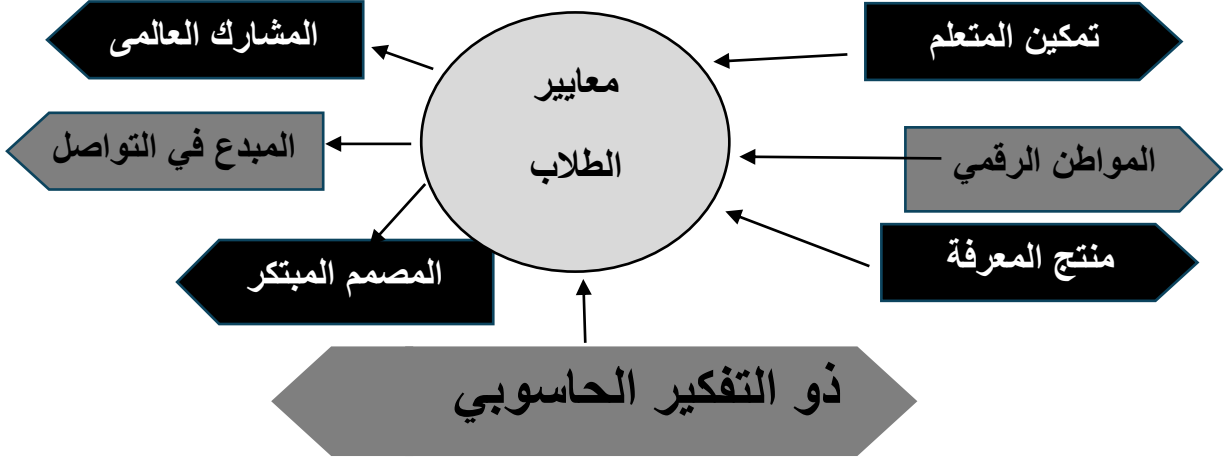 معايير
الطلاب
تمكين المتعلم
المواطن الرقمي
منتج المعرفة
المشارك العالمى
المبدع في التواصل
المصمم المبتكر
ذو التفكير الحاسوبي